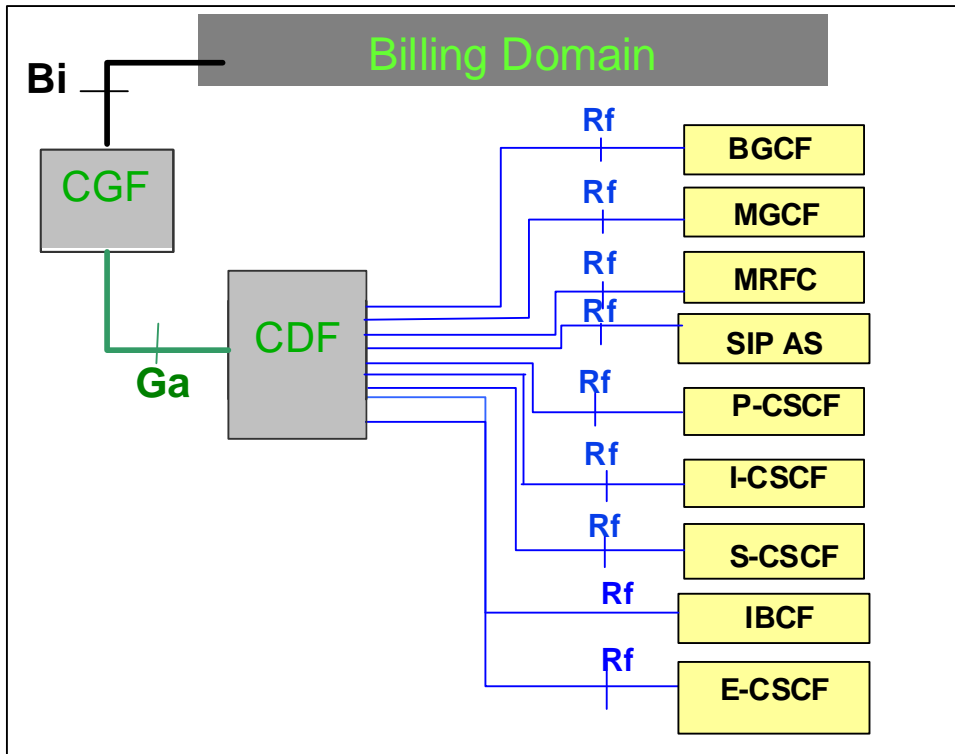 Billing Domain
Bi
CGF
Rf
BGCF
Rf
MGCF
Rf
MRFC
Rf
SIP AS
CDF
Ga
Rf
P-CSCF
Rf
I-CSCF
Rf
S-CSCF
Rf
IBCF
Rf
E-CSCF